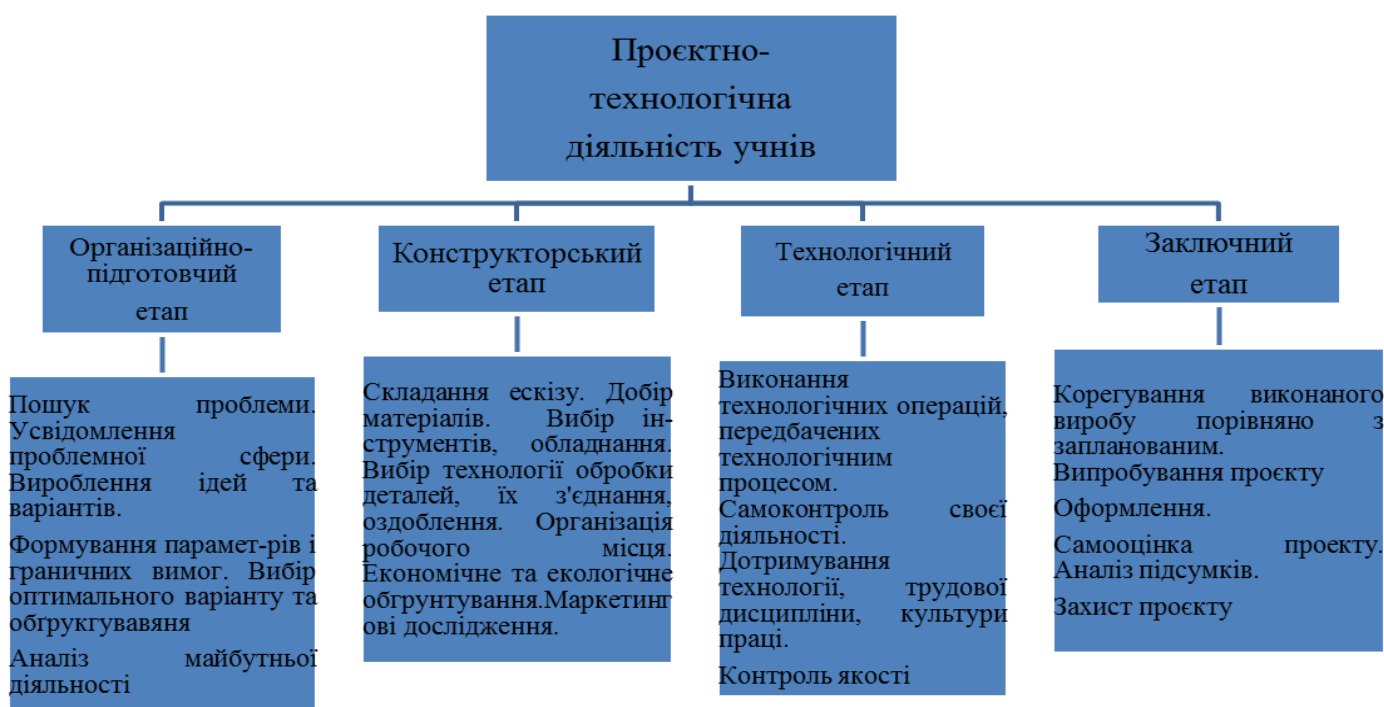 Проєктно-
технологічна
діяльність учнів
Організаційно-
підготовчий
етап
Конструкторський
етап
Технологічний
етап
Заключний
етап
Пошук проблеми.
Усвідомлення
проблемної сфери.
Вироблення ідей та
варіантів.
Формування парамет-рів і
граничних вимог. Вибір
оптимального варіанту та
обґрукгувавяня
Аналіз майбутньої
діяльності
Складання ескізу. Добір
матеріалів. Вибір ін-
струментів, обладнання.
Вибір технології обробки
деталей, їх з'єднання,
оздоблення. Організація
робочого місця.
Економічне та екологічне
обгрунтування.Маркетинг
ові дослідження.
Виконання
технологічних операцій,
передбачених
технологічним
процесом.
Самоконтроль своєї
діяльності.
Дотримування
технології, трудової
дисципліни, культури
праці.
Контроль якості
Корегування виконаного
виробу порівняно з
запланованим.
Випробування проєкту
Оформлення.
Самооцінка проекту.
Аналіз підсумків.
Захист проєкту